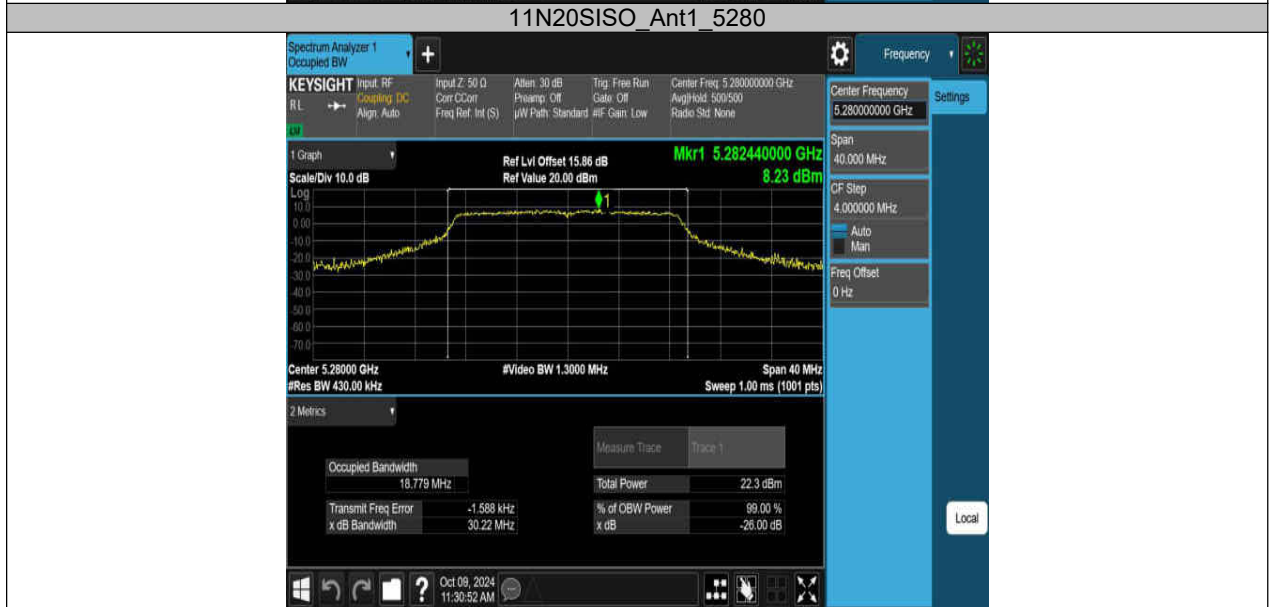 11N20SISO_Ant1_5280
Spectrum Analyzer 1
Occupied BW
+
Frequency
KEYSIGHT Input: RF Input Z: 50 Ω Atten: 30 dB Trig: Free Run Center Freq: 5.280000000 GHz
RL Coupling: DC Corr CCorr Preamp: Off Gate: Off Avg|Hold: 500/500
Align: Auto Freq Ref: Int (S) µW Path: Standard #IF Gain: Low Radio Std: None
LXI
Center Frequency
5.280000000 GHz
Settings
Span
40.000 MHz
CF Step
4.000000 MHz
Auto
Man
Freq Offset
0 Hz
Local
1 Graph
Ref Lvl Offset 15.86 dB
Mkr1 5.282440000 GHz
Scale/Div 10.0 dB
Ref Value 20.00 dBm
8.23 dBm
Log
1
10.0
0.00
-10.0
-20.0
-30.0
-40.0
-50.0
-60.0
-70.0
Center 5.28000 GHz #Video BW 1.3000 MHz Span 40 MHz
#Res BW 430.00 kHz Sweep 1.00 ms (1001 pts)
2 Metrics
Measure Trace Trace 1
Occupied Bandwidth
18.779 MHz
Total Power 22.3 dBm
Transmit Freq Error -1.588 kHz % of OBW Power 99.00 %
x dB Bandwidth 30.22 MHz x dB -26.00 dB
? Oct 09, 2024
11:30:52 AM